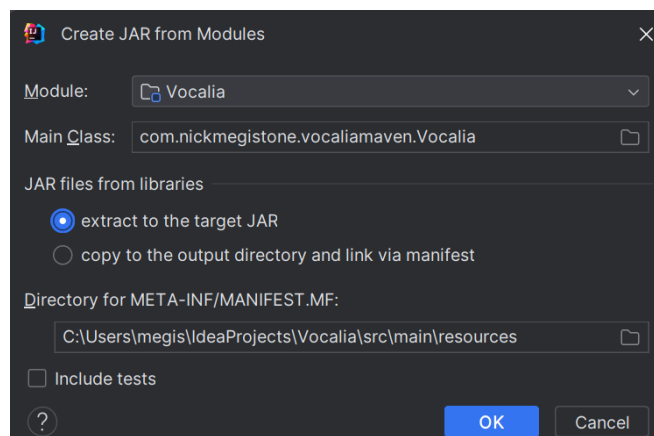 Create JAR from Modules
Module: Vocalia
Main Class: com.nickmegistone.vocaliamaven.Vocalia
JAR files from libraries
extract to the target JAR
copy to the output directory and link via manifest
Directory for META-INF/MANIFEST.MF:
C:\Users\megis\IdeaProjects\Vocalia\src\main\resources
Include tests
? OK Cancel